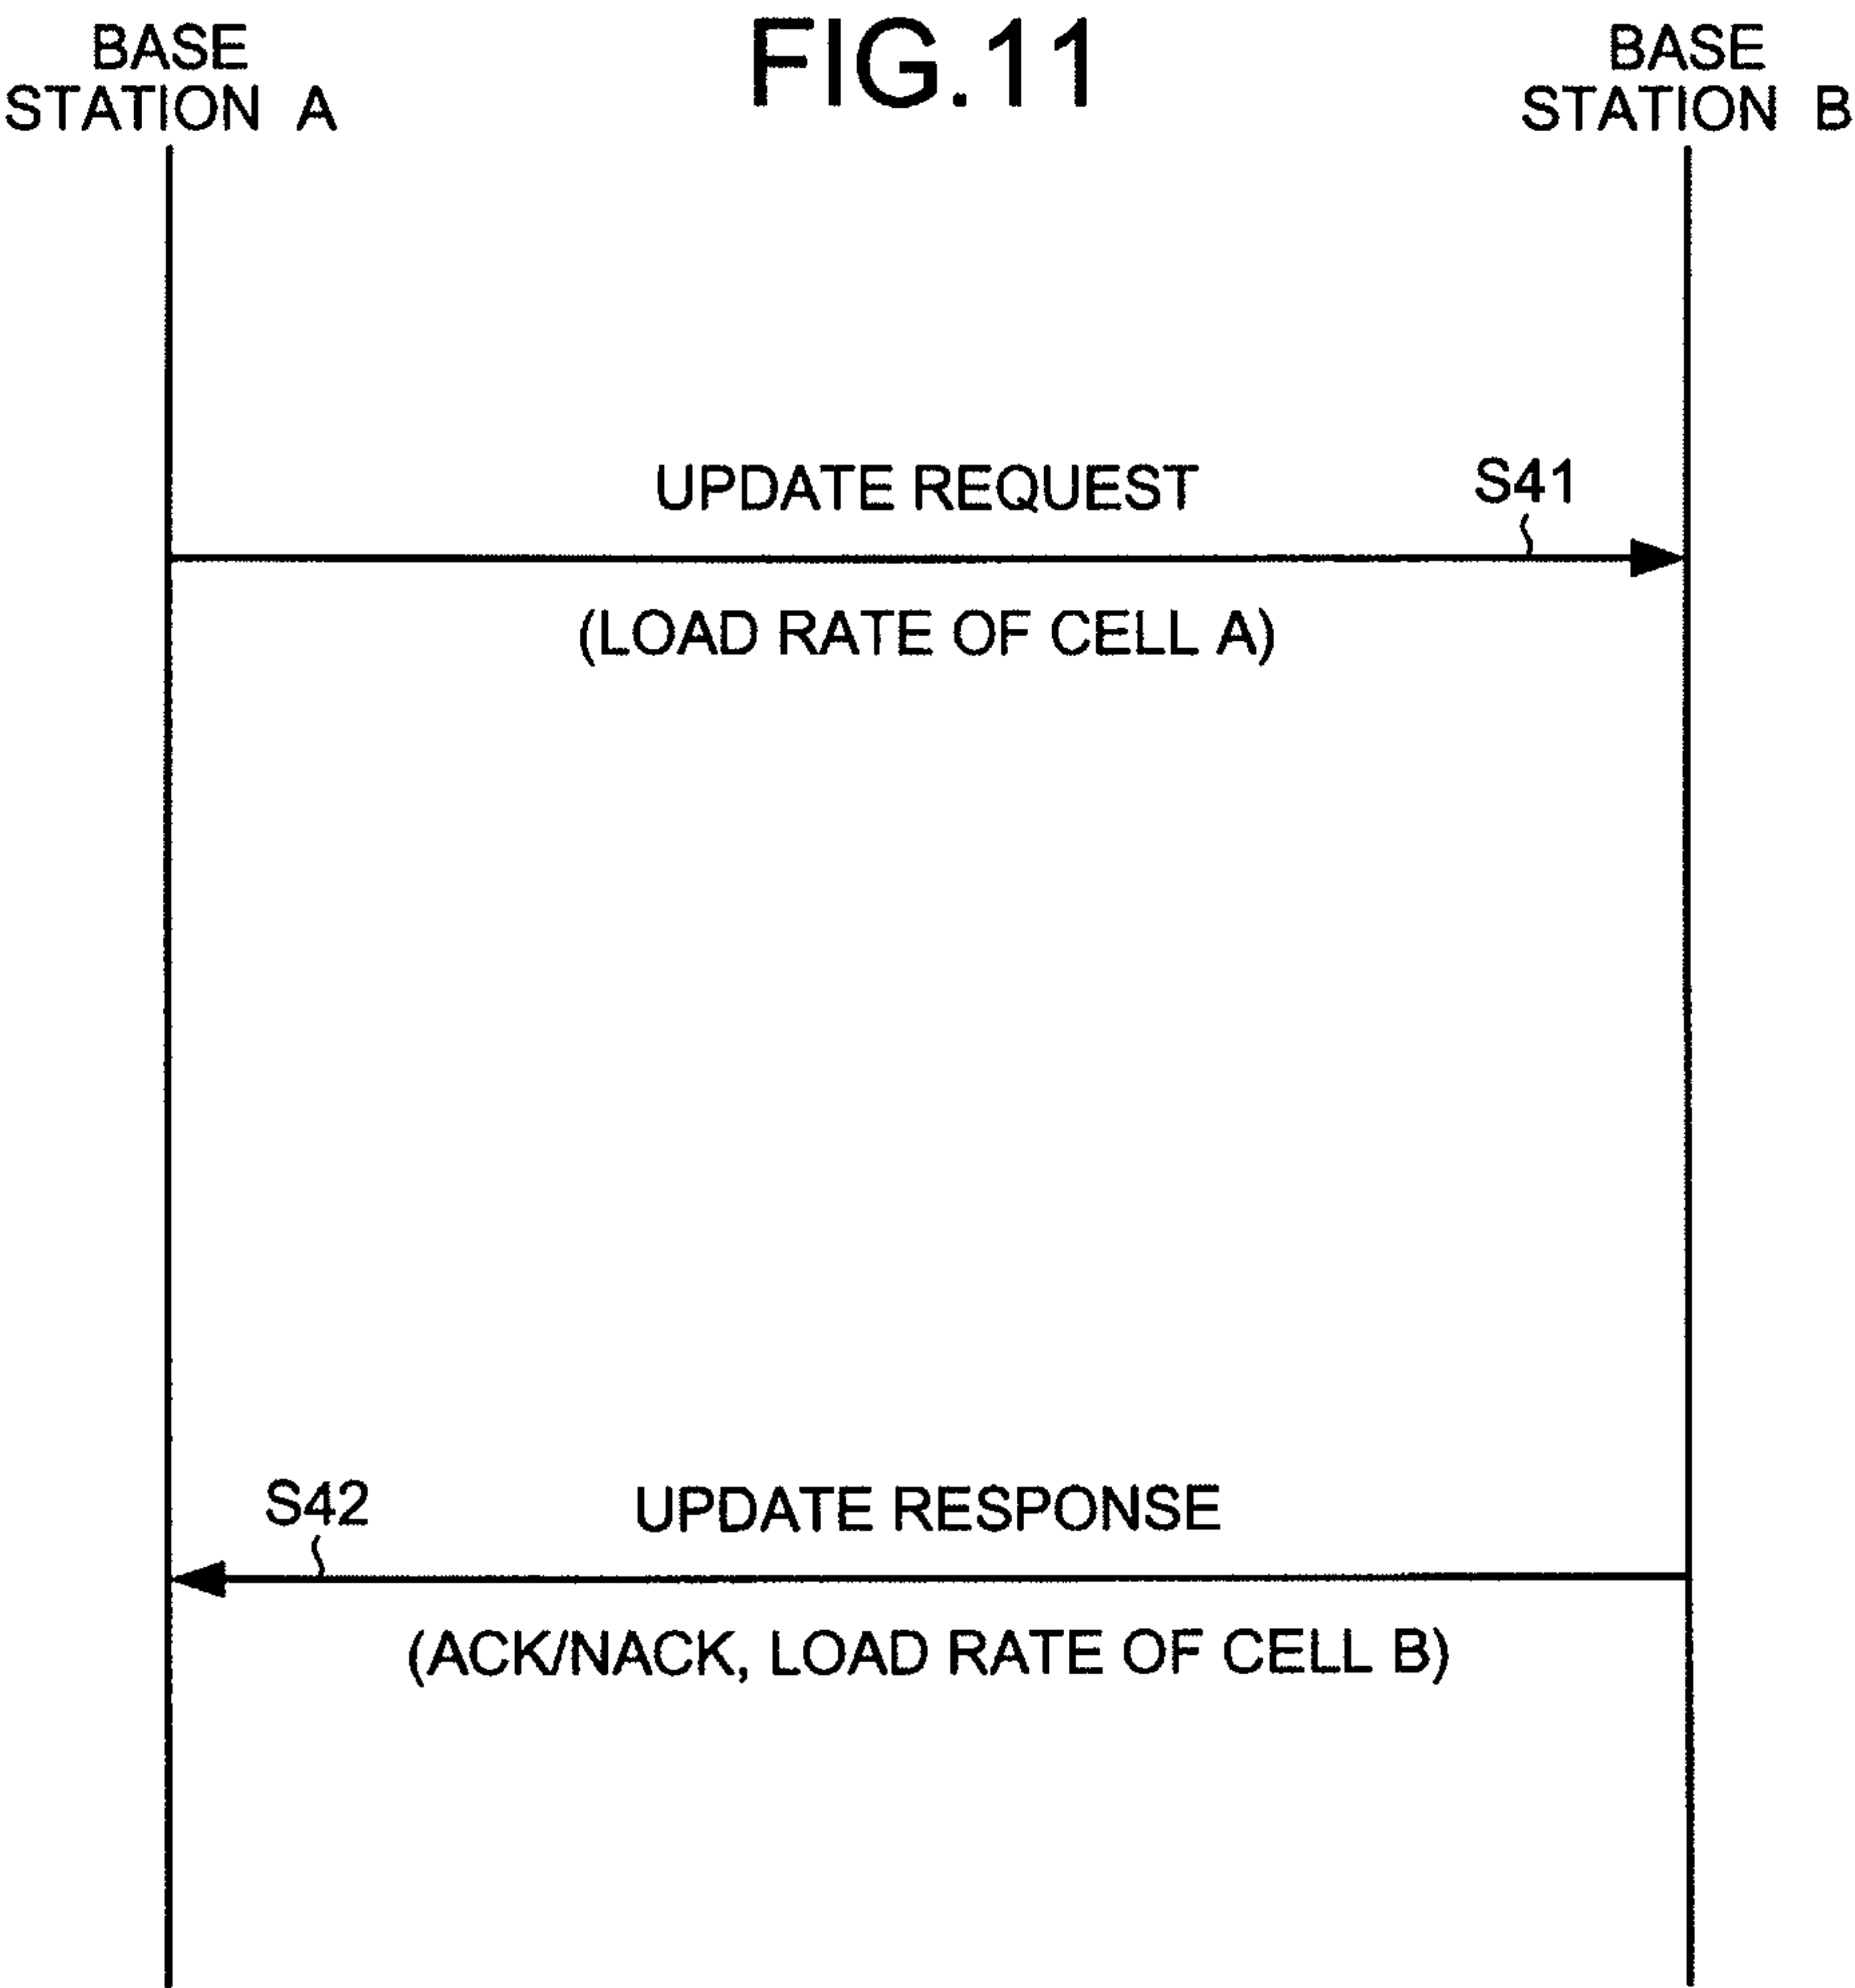 FIG.11
BASE
STATION A
BASE
STATION B
UPDATE REQUEST
S41
(LOAD RATE OF CELL A)
S42
UPDATE RESPONSE
(ACK/NACK, LOAD RATE OF CELL B)